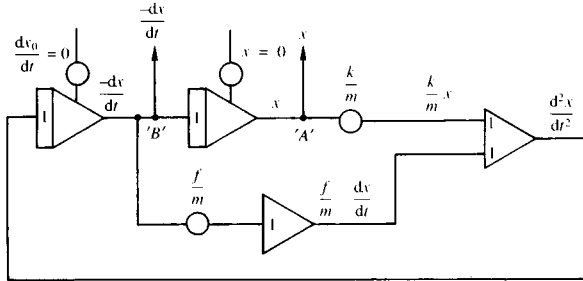 dx₀/dt = 0
-dx/dt
x = 0
x
-dx/dt
k/m
k/m x
d²x/dt²
1
1
x
1
'B'
'A'
1
f/m
f/m dx/dt
1